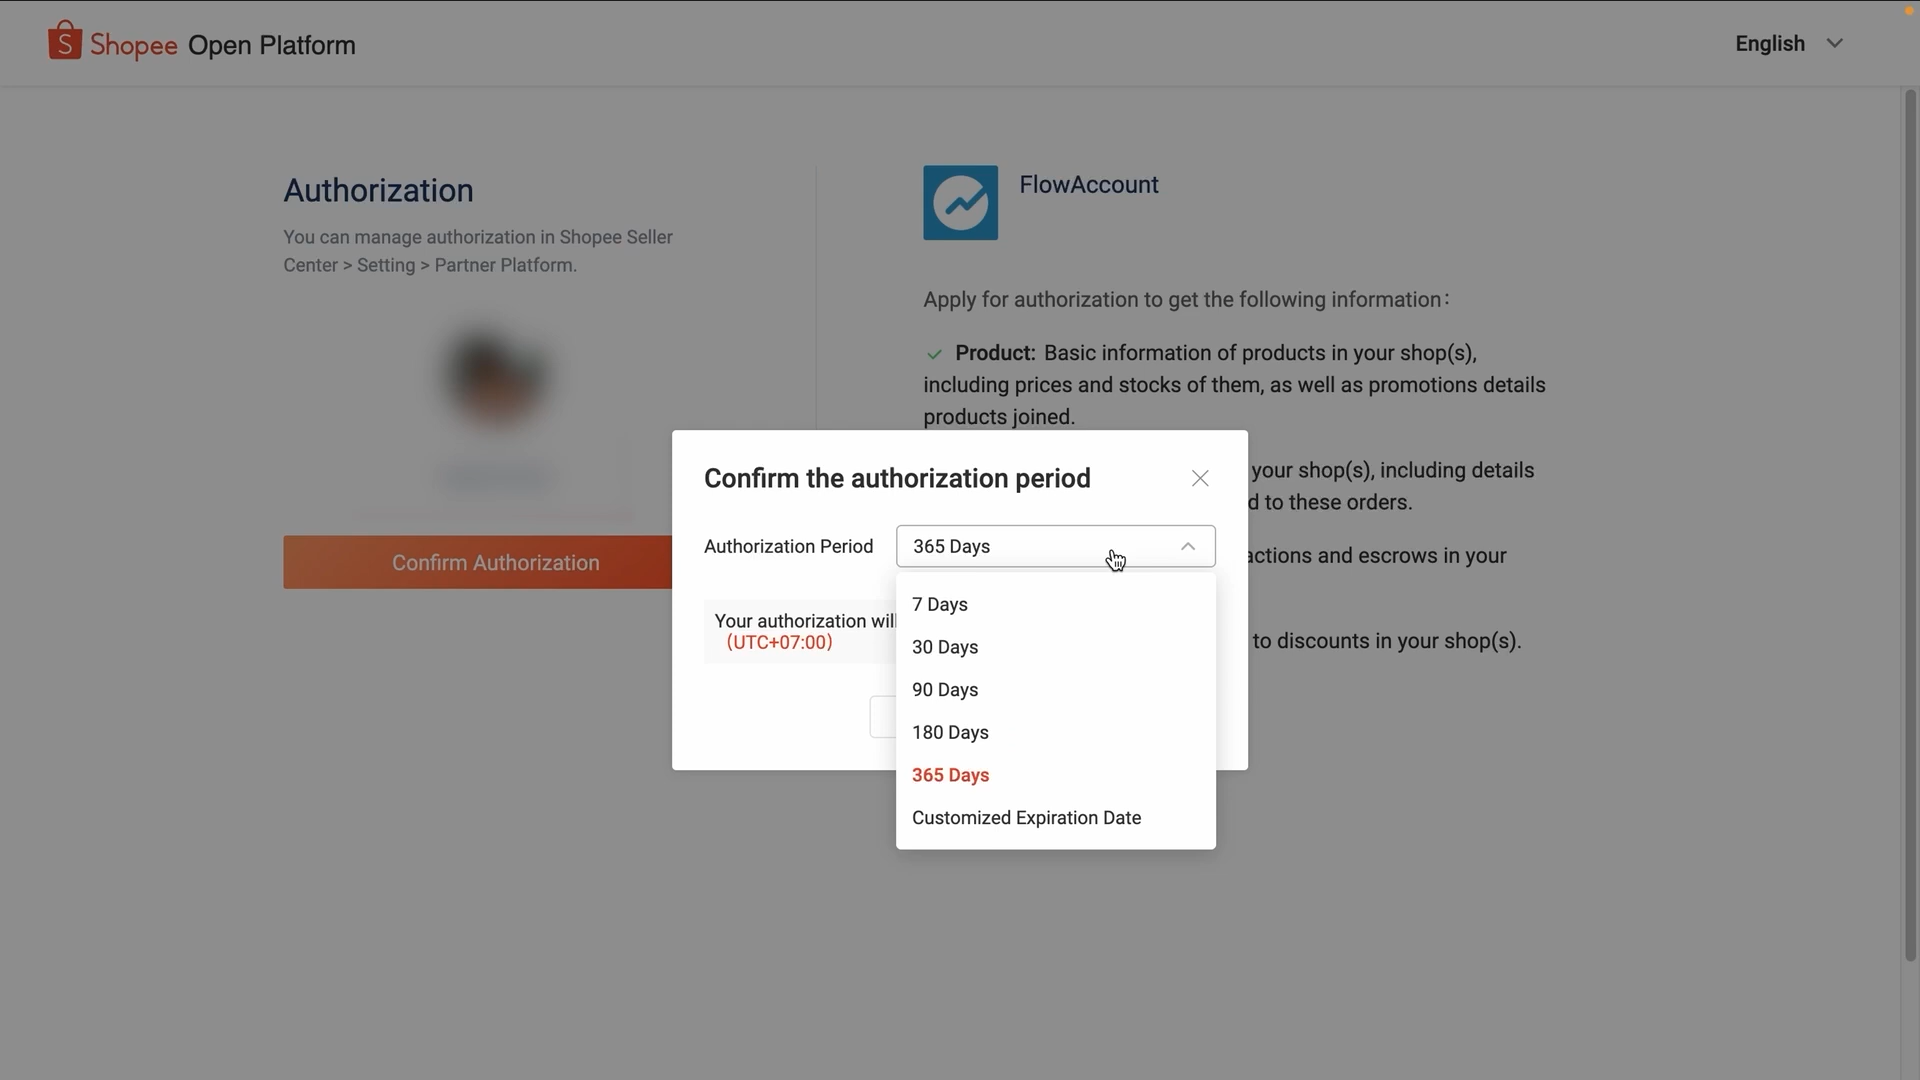 Shopee Open Platform
English
Authorization
You can manage authorization in Shopee Seller
Center > Setting > Partner Platform.
Confirm Authorization
FlowAccount
Apply for authorization to get the following information:
Product: Basic information of products in your shop(s),
including prices and stocks of them, as well as promotions details
products joined.
your shop(s), including details
to these orders.
and escrows in your
to discounts in your shop(s).
Confirm the authorization period
Authorization Period
365 Days
Your authorization will
(UTC+07:00)
7 Days
30 Days
90 Days
180 Days
365 Days
Customized Expiration Date